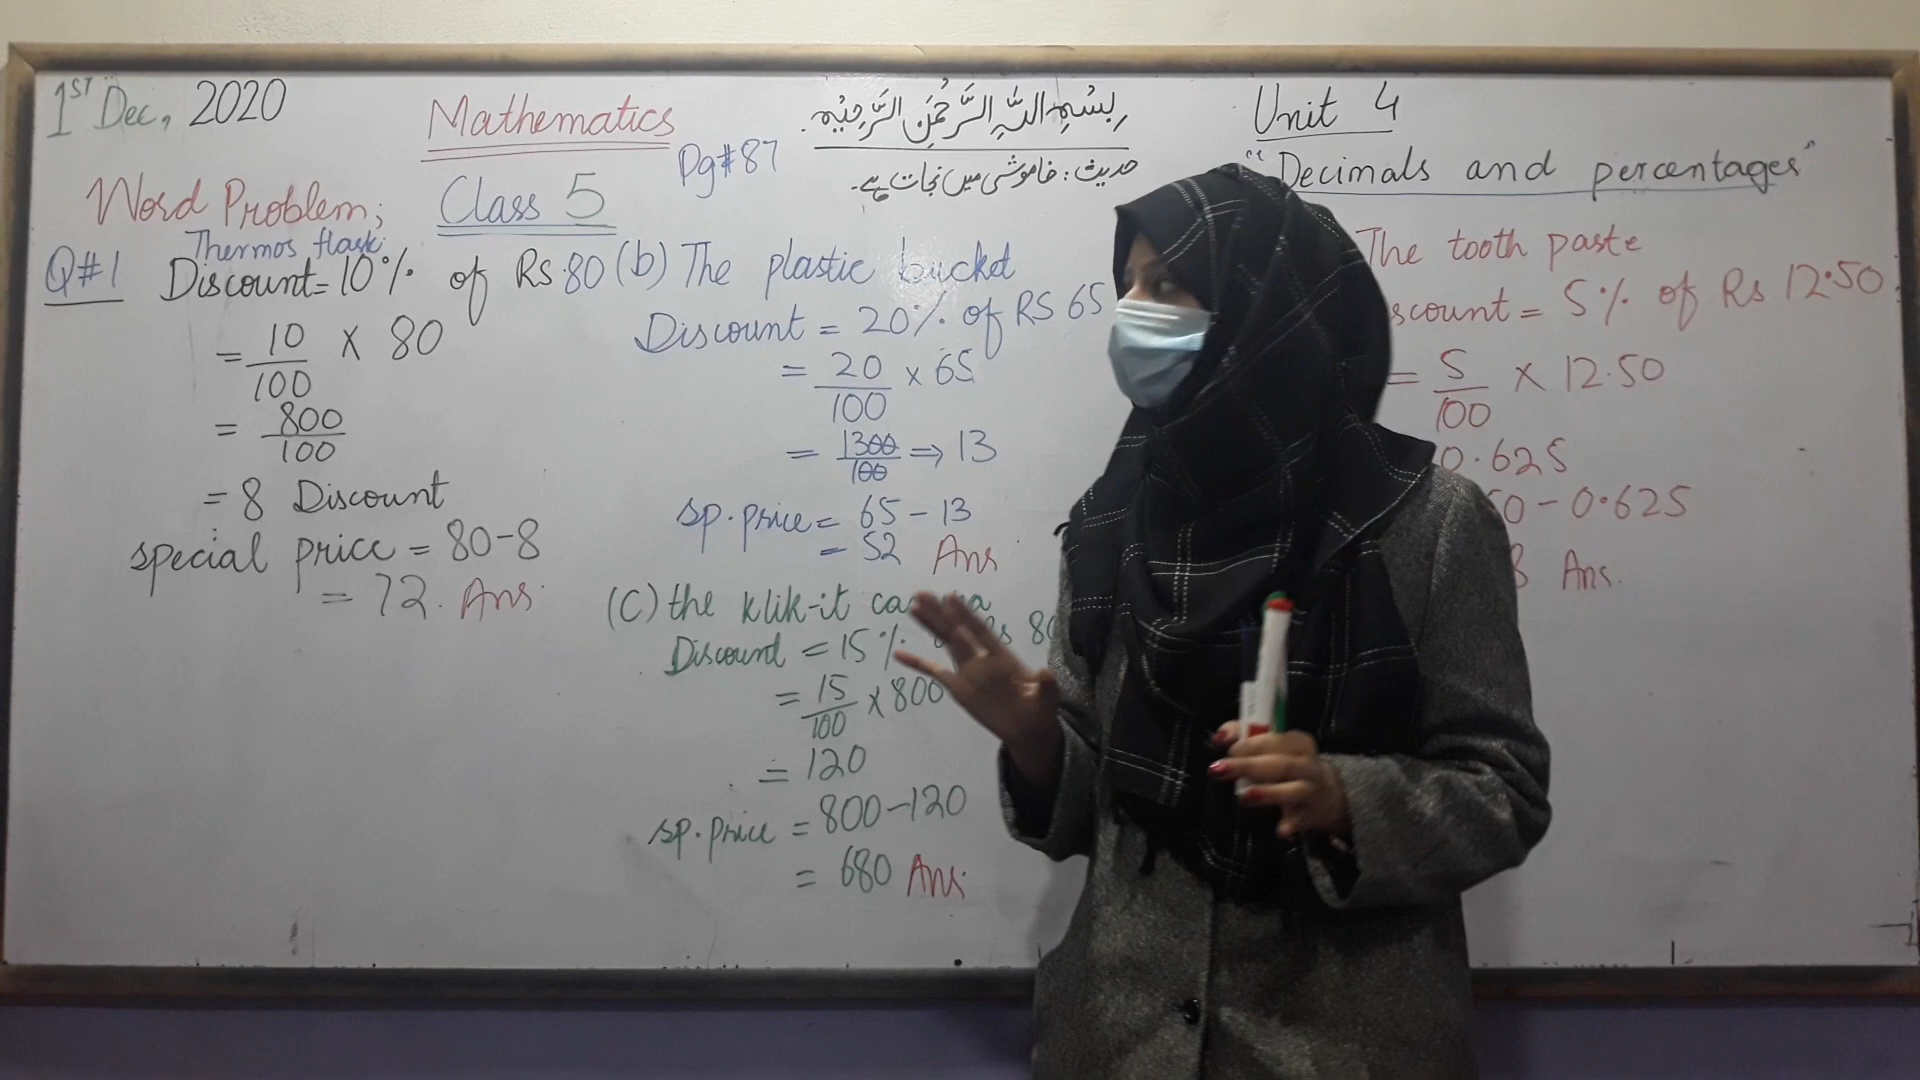 1ST Dec, 2020
Mathematics
Pg#87
بِسْمِ اللّٰهِ الرَّحْمٰنِ الرَّحِيْمِ
حدیث: خاموشی میں نجات ہے۔
Unit 4
"Decimals and percentages"
Word Problem;
Class 5
Thermos flask
Q#1 Discount = 10% of Rs 80
= 10/100 x 80
= 800/100
= 8 Discount
special price = 80-8
= 72. Ans
(b) The plastic bucket
Discount = 20% of RS 65
= 20/100 x 65
= 1300/100 => 13
sp. price = 65 - 13
= 52 Ans
(C) the klik-it
Discount = 15%
= 15/100 x 800
= 120
sp. price = 800-120
= 680 Ans
The tooth paste
scount = 5% of Rs 12.50
= 5/100 x 12.50
0.625
50 - 0.625
Ans.